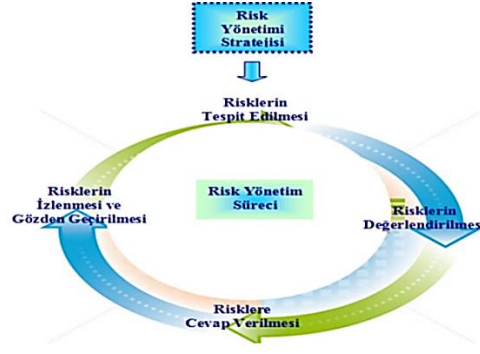 Risk
Yönetimi
Stratejisi
Risklerin
Tespit Edilmesi
Risklerin
Değerlendirilmes
Risk Yönetim
Süreci
Risklerin
İzlenmesi ve
Gözden Geçirilmesi
Risklere
Cevap Verilmesi